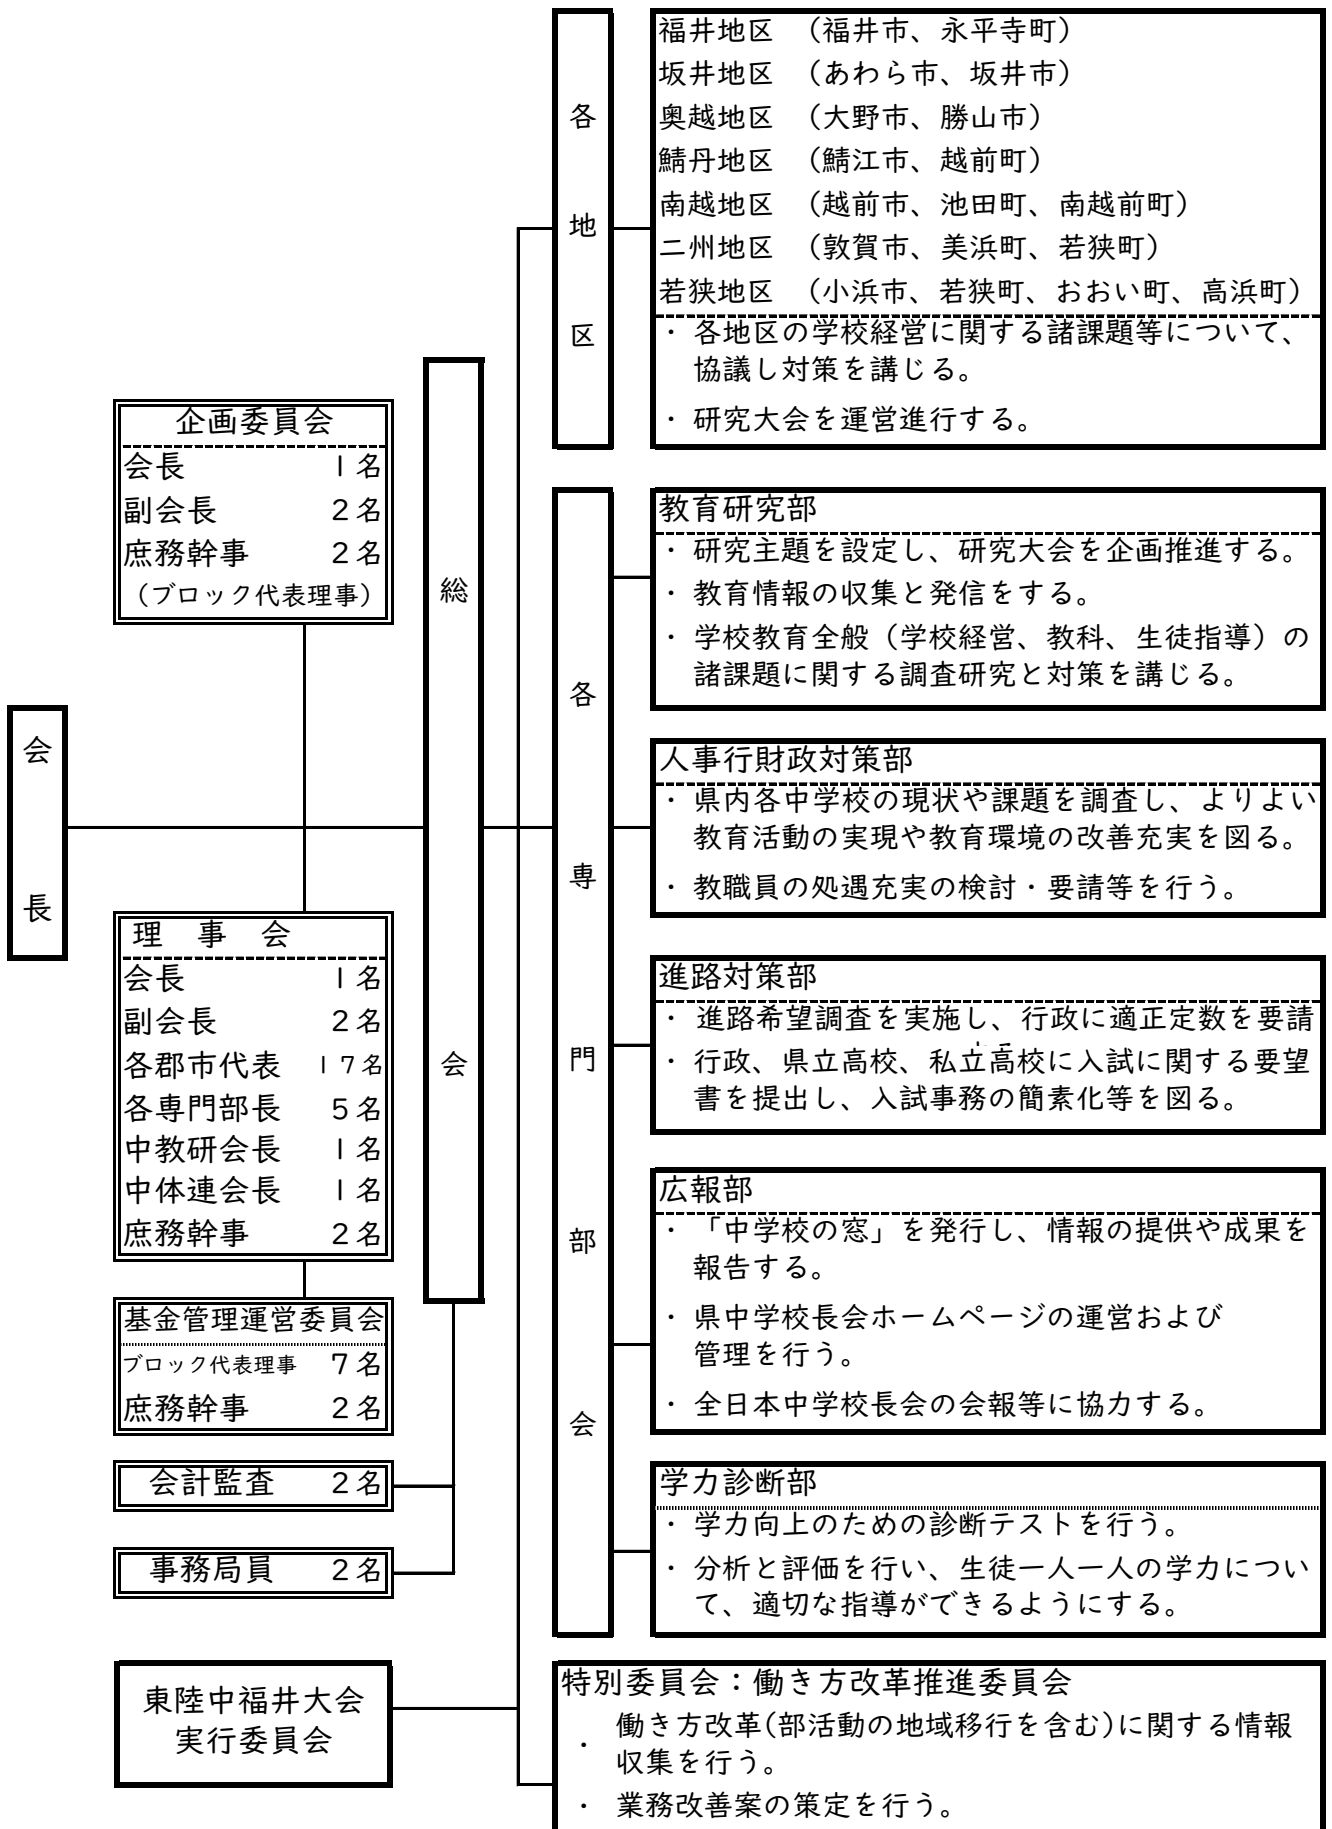 会長
企画委員会
会長 1名
副会長 2名
庶務幹事 2名
(ブロック代表理事)
理 事 会
会長 1名
副会長 2名
各郡市代表 17名
各専門部長 5名
中教研会長 1名
中体連会長 1名
庶務幹事 2名
基金管理運営委員会
ブロック代表理事 7名
庶務幹事 2名
会計監査 2名
事務局員 2名
東陸中福井大会
実行委員会
総会
各地区
福井地区 (福井市、永平寺町)
坂井地区 (あわら市、坂井市)
奥越地区 (大野市、勝山市)
鯖丹地区 (鯖江市、越前町)
南越地区 (越前市、池田町、南越前町)
二州地区 (敦賀市、美浜町、若狭町)
若狭地区 (小浜市、若狭町、おおい町、高浜町)
・ 各地区の学校経営に関する諸課題等について、
協議し対策を講じる。
・ 研究大会を運営進行する。
各専門部会
教育研究部
・ 研究主題を設定し、研究大会を企画推進する。
・ 教育情報の収集と発信をする。
・ 学校教育全般(学校経営、教科、生徒指導)の
諸課題に関する調査研究と対策を講じる。
人事行財政対策部
・ 県内各中学校の現状や課題を調査し、よりよい
教育活動の実現や教育環境の改善充実を図る。
・ 教職員の処遇充実の検討・要請等を行う。
進路対策部
・ 進路希望調査を実施し、行政に適正定数を要請
・ 行政、県立高校、私立高校に入試に関する要望
書を提出し、入試事務の簡素化等を図る。
広報部
・ 「中学校の窓」を発行し、情報の提供や成果を
報告する。
・ 県中学校長会ホームページの運営および
管理を行う。
・ 全日本中学校長会の会報等に協力する。
学力診断部
・ 学力向上のための診断テストを行う。
・ 分析と評価を行い、生徒一人一人の学力につい
て、適切な指導ができるようにする。
特別委員会:働き方改革推進委員会
・ 働き方改革(部活動の地域移行を含む)に関する情報
収集を行う。
・ 業務改善案の策定を行う。